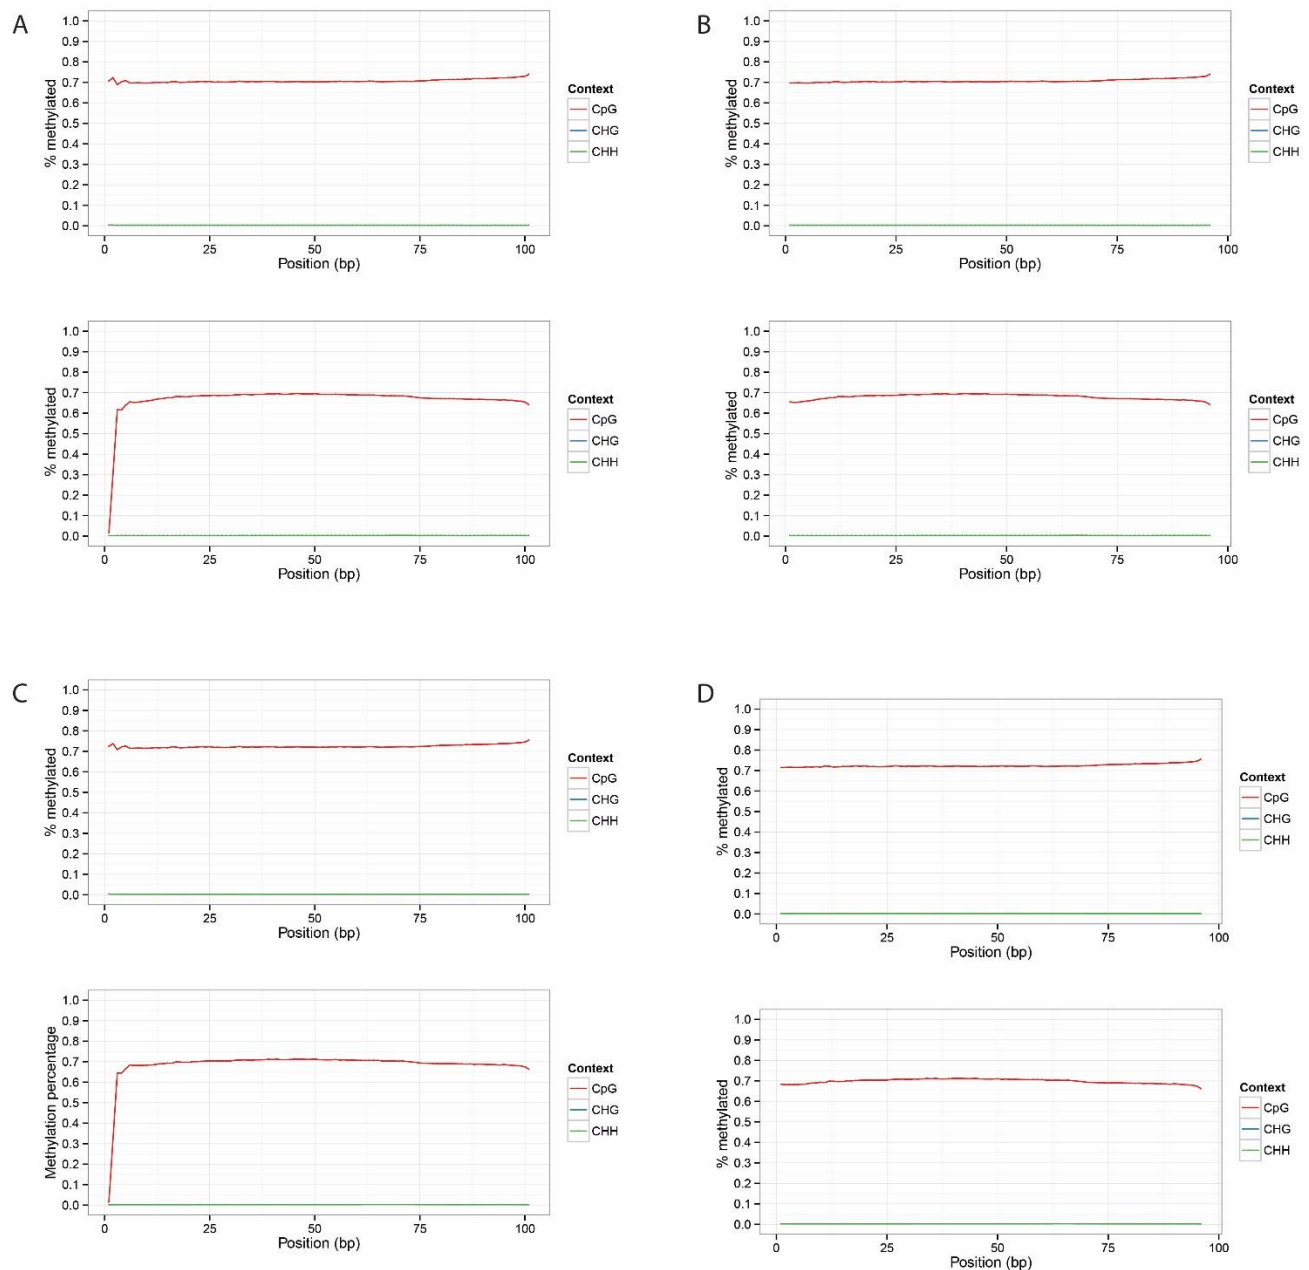 A
1.0
0.9
0.8
0.7
0.6
0.5
0.4
0.3
0.2
0.1
0.0
% methylated
0 25 50 75 100
Position (bp)
Context
CpG
CHG
CHH
1.0
0.9
0.8
0.7
0.6
0.5
0.4
0.3
0.2
0.1
0.0
% methylated
0 25 50 75 100
Position (bp)
Context
CpG
CHG
CHH
B
1.0
0.9
0.8
0.7
0.6
0.5
0.4
0.3
0.2
0.1
0.0
% methylated
0 25 50 75 100
Position (bp)
Context
CpG
CHG
CHH
1.0
0.9
0.8
0.7
0.6
0.5
0.4
0.3
0.2
0.1
0.0
% methylated
0 25 50 75 100
Position (bp)
Context
CpG
CHG
CHH
C
1.0
0.9
0.8
0.7
0.6
0.5
0.4
0.3
0.2
0.1
0.0
% methylated
0 25 50 75 100
Position (bp)
Context
CpG
CHG
CHH
1.0
0.9
0.8
0.7
0.6
0.5
0.4
0.3
0.2
0.1
0.0
Methylation percentage
0 25 50 75 100
Position (bp)
Context
CpG
CHG
CHH
D
1.0
0.9
0.8
0.7
0.6
0.5
0.4
0.3
0.2
0.1
0.0
% methylated
0 25 50 75 100
Position (bp)
Context
CpG
CHG
CHH
1.0
0.9
0.8
0.7
0.6
0.5
0.4
0.3
0.2
0.1
0.0
% methylated
0 25 50 75 100
Position (bp)
Context
CpG
CHG
CHH